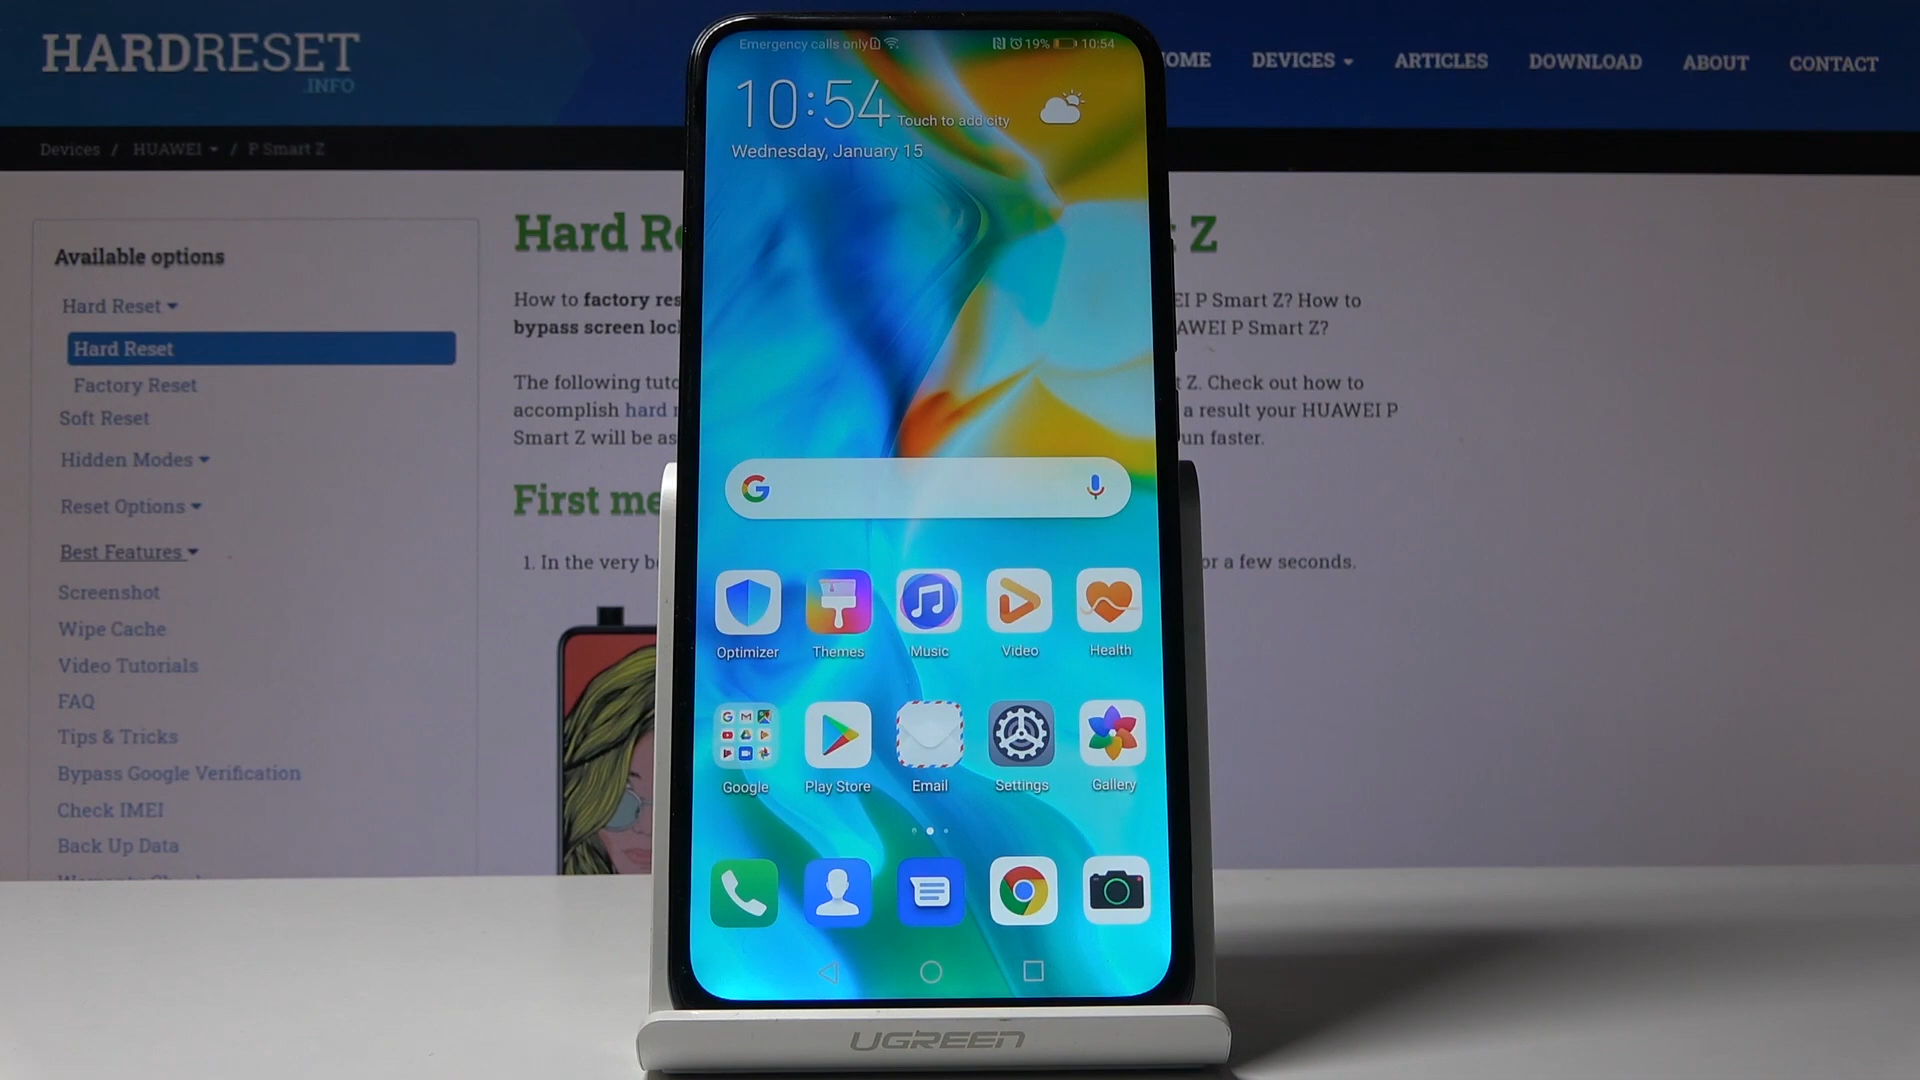 HARDRESET
.INFO
OME
DEVICES
ARTICLES
DOWNLOAD
ABOUT
CONTACT
Devices / HUAWEI / P Smart Z
Available options
Hard Reset
Hard Reset
Factory Reset
Soft Reset
Hidden Modes
Reset Options
Best Features
Screenshot
Wipe Cache
Video Tutorials
FAQ
Tips & Tricks
Bypass Google Verification
Check IMEI
Back Up Data
Hard Re Z
How to factory res EI P Smart Z? How to
bypass screen loc AWEI P Smart Z?
The following tuto t Z. Check out how to
accomplish hard r a result your HUAWEI P
Smart Z will be as un faster.
First me
1. In the very b or a few seconds.
Emergency calls only 19% 10:54
10:54 Touch to add city
Wednesday, January 15
Optimizer Themes Music Video Health
Google Play Store Email Settings Gallery
UGREEN